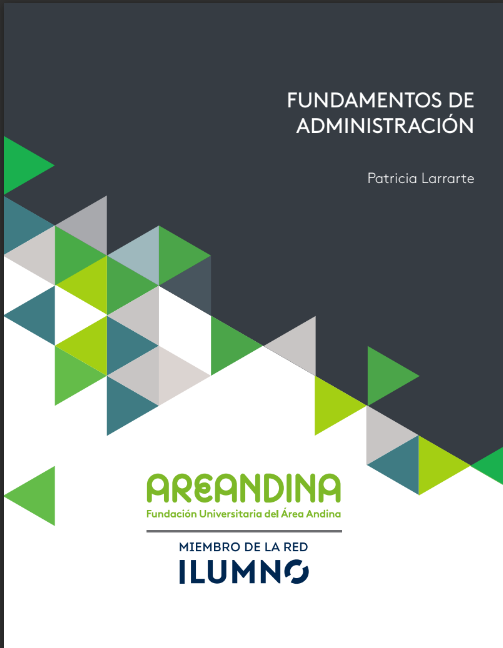 FUNDAMENTOS DE
ADMINISTRACIÓN
Patricia Larrarte
AREANDINA
Fundación Universitaria del Área Andina
MIEMBRO DE LA RED
ILUMNO